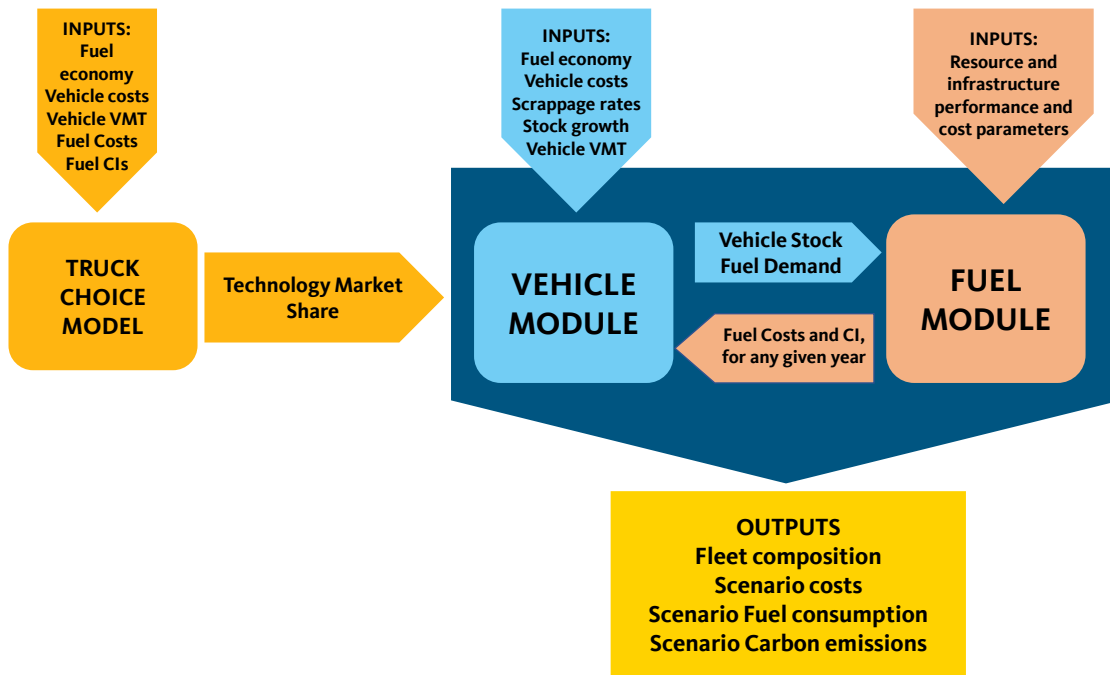 INPUTS:
Fuel
economy
Vehicle costs
Vehicle VMT
Fuel Costs
Fuel CIs
INPUTS:
Fuel economy
Vehicle costs
Scrappage rates
Stock growth
Vehicle VMT
INPUTS:
Resource and
infrastructure
performance and
cost parameters
TRUCK
CHOICE
MODEL
Technology Market
Share
VEHICLE
MODULE
Vehicle Stock
Fuel Demand
Fuel Costs and CI,
for any given year
FUEL
MODULE
OUTPUTS
Fleet composition
Scenario costs
Scenario Fuel consumption
Scenario Carbon emissions